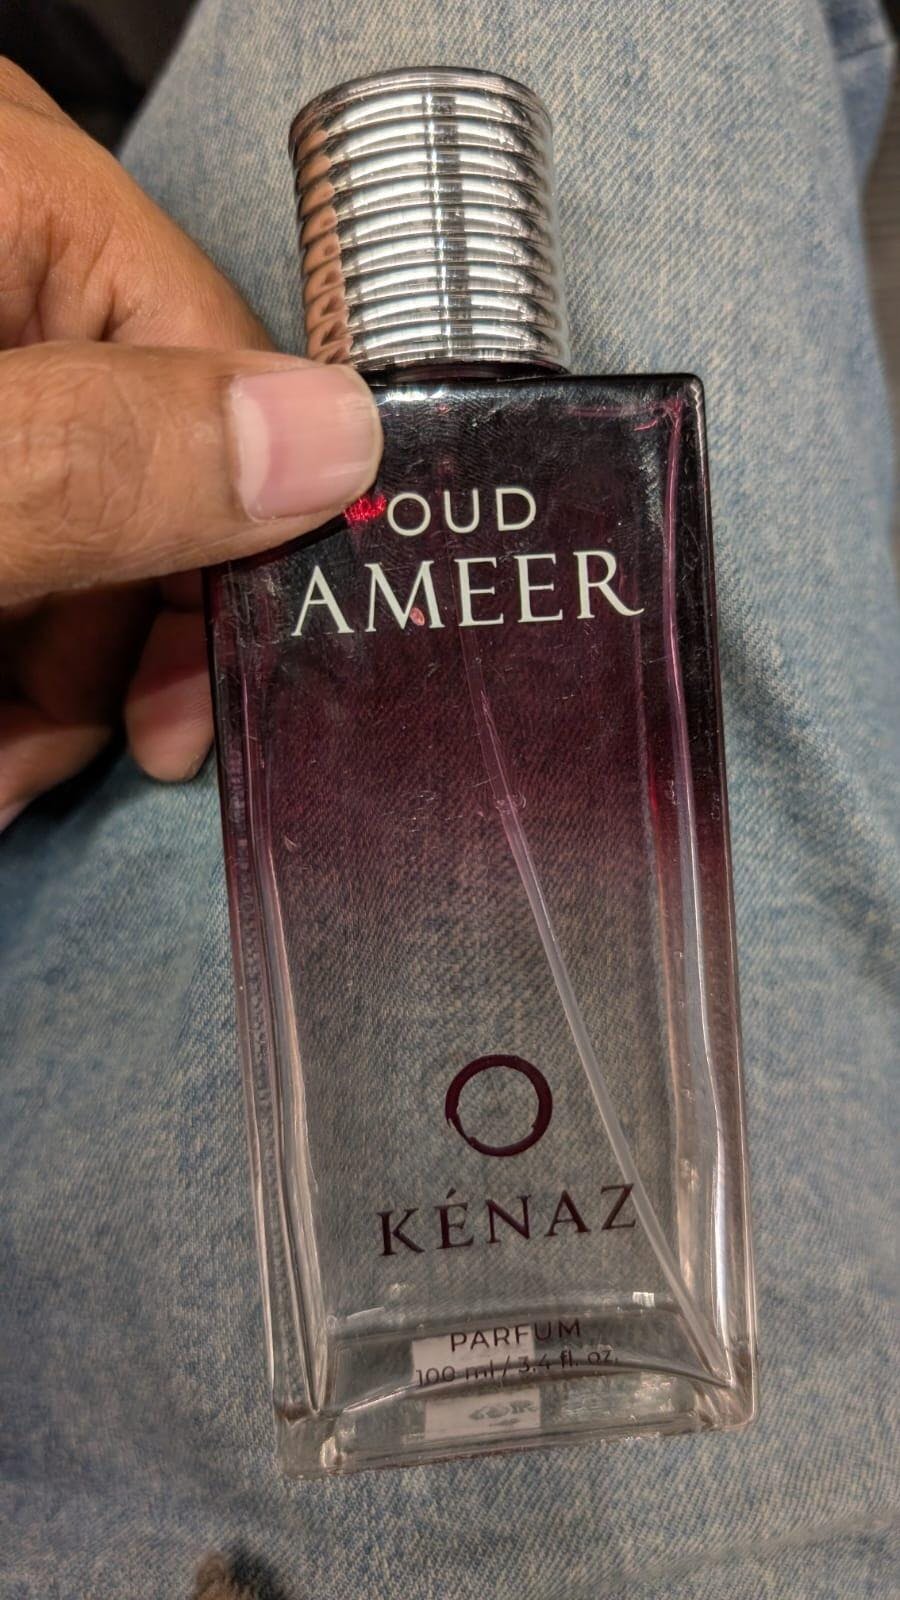 OUD
AMEER
KÉNAZ
PARFUM
100 ml / 3.4 fl. oz.